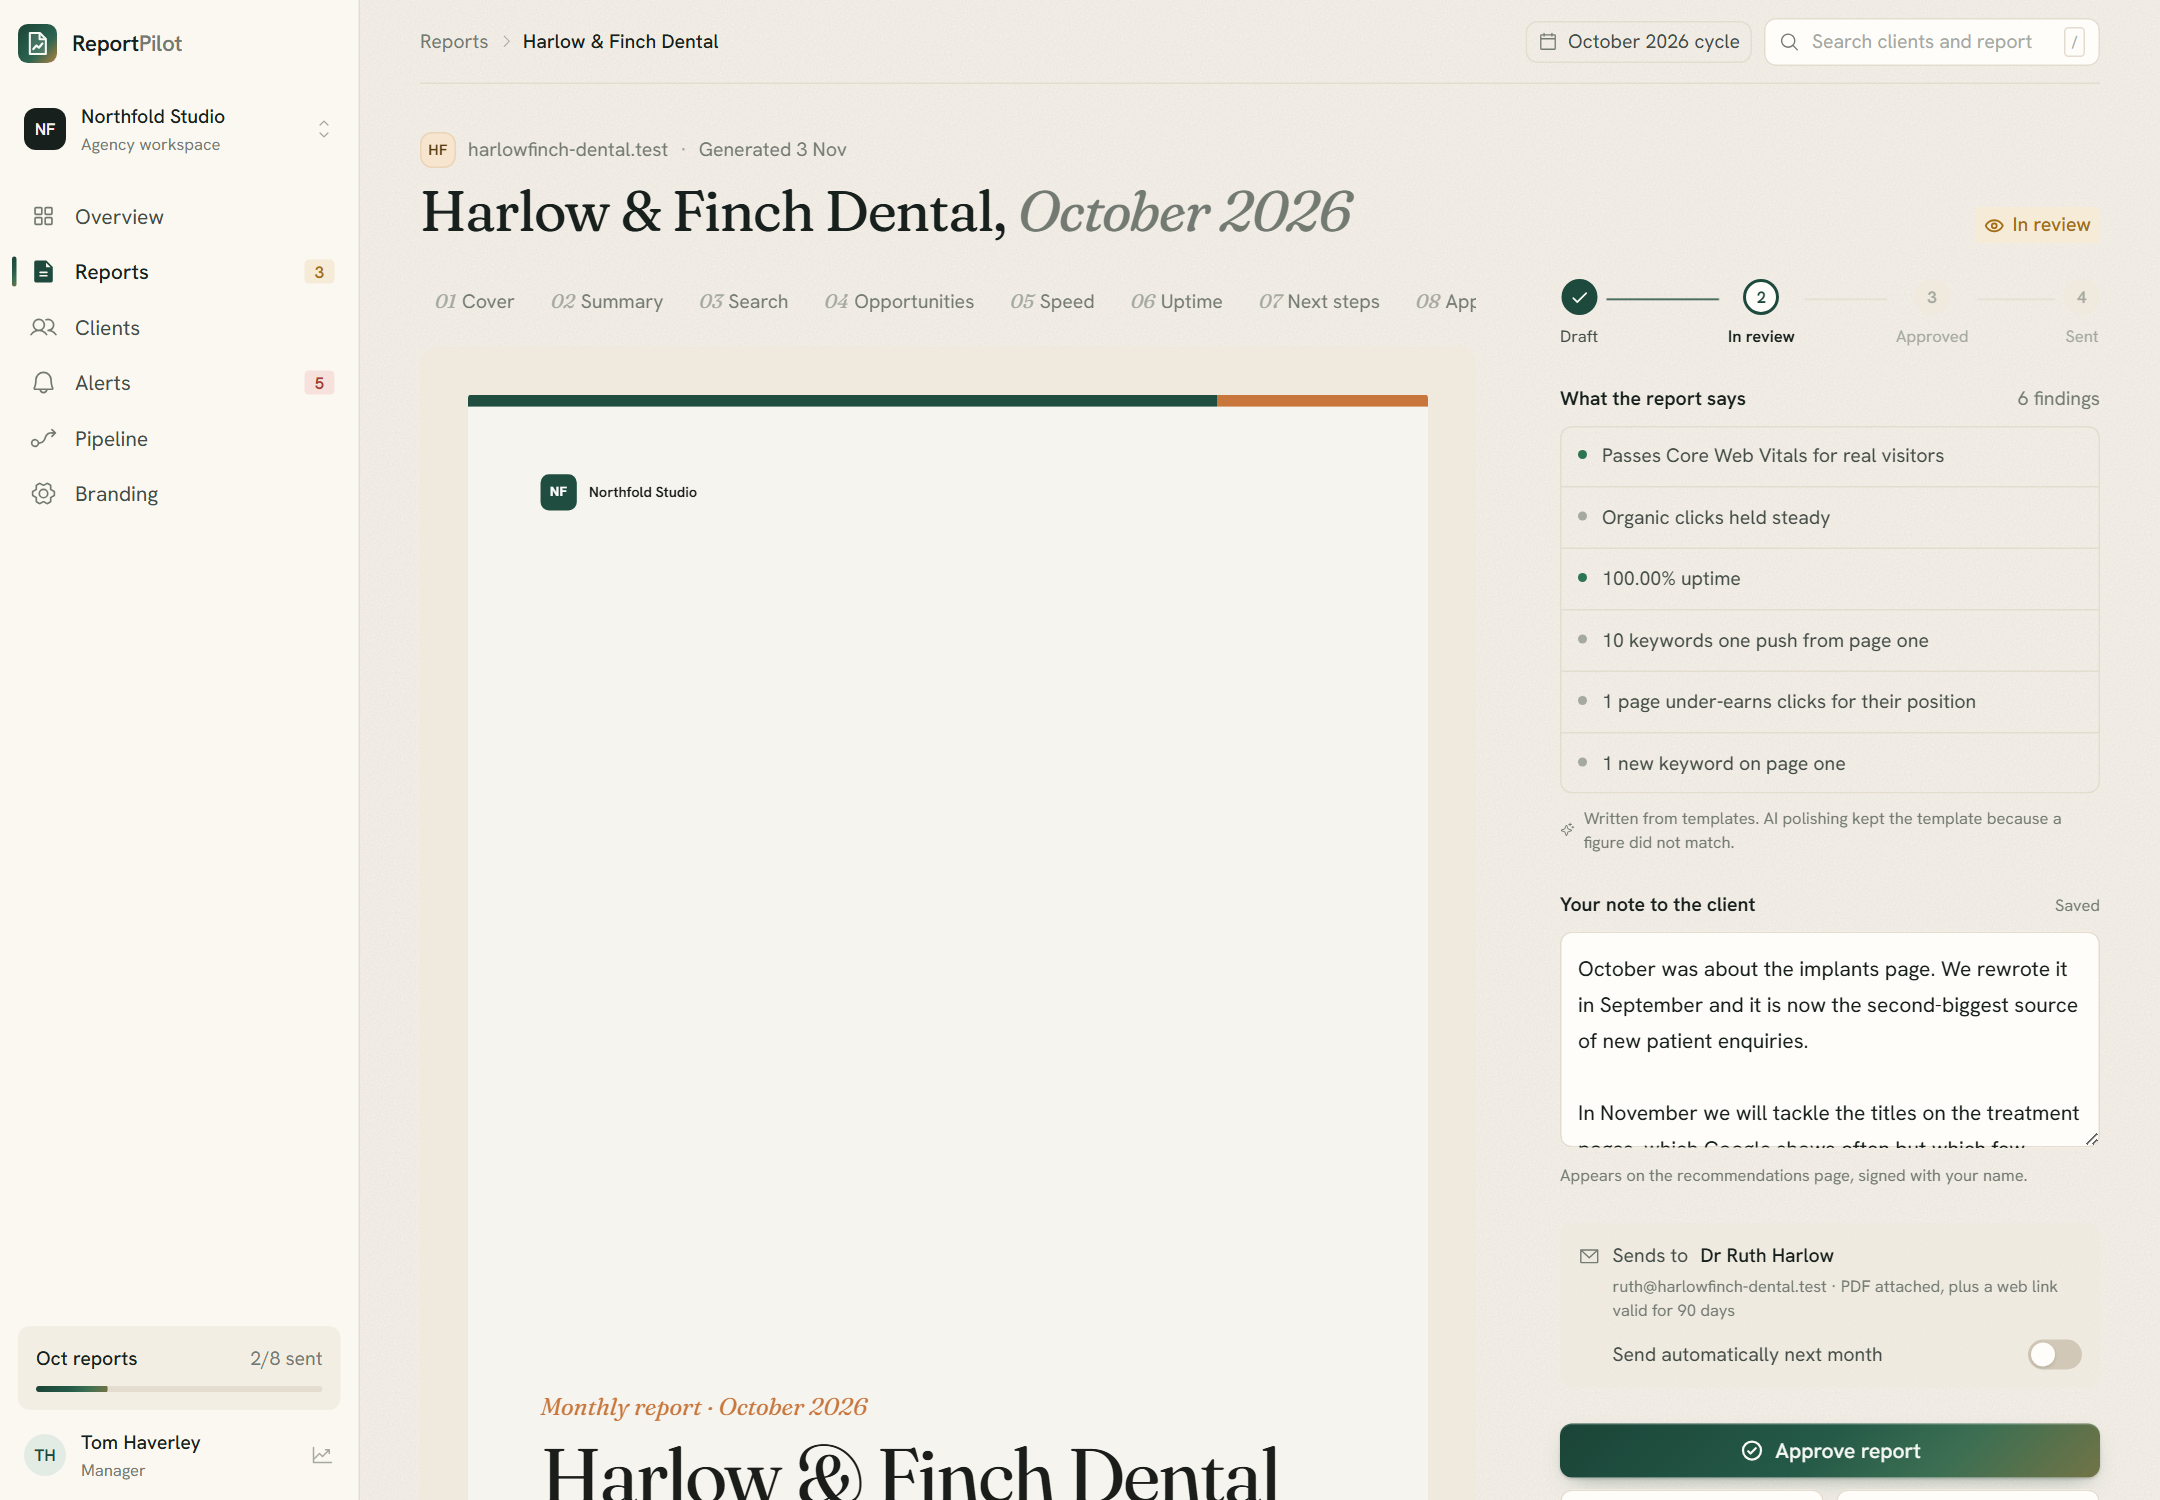 ReportPilot
NF
Northfold Studio
Agency workspace
Overview
Reports
3
Clients
Alerts
5
Pipeline
Branding
Oct reports
2/8 sent
TH
Tom Haverley
Manager
Reports
Harlow & Finch Dental
October 2026 cycle
Search clients and report
/
HF
harlowfinch-dental.test · Generated 3 Nov
Harlow & Finch Dental, October 2026
In review
01 Cover
02 Summary
03 Search
04 Opportunities
05 Speed
06 Uptime
07 Next steps
08 App
NF
Northfold Studio
Monthly report · October 2026
Harlow & Finch Dental
2
3
4
Draft
In review
Approved
Sent
What the report says
6 findings
Passes Core Web Vitals for real visitors
Organic clicks held steady
100.00% uptime
10 keywords one push from page one
1 page under-earns clicks for their position
1 new keyword on page one
Written from templates. AI polishing kept the template because a
figure did not match.
Your note to the client
Saved
October was about the implants page. We rewrote it
in September and it is now the second-biggest source
of new patient enquiries.
In November we will tackle the titles on the treatment
pages, which Google shows often but which few
Appears on the recommendations page, signed with your name.
Sends to Dr Ruth Harlow
ruth@harlowfinch-dental.test · PDF attached, plus a web link
valid for 90 days
Send automatically next month
Approve report